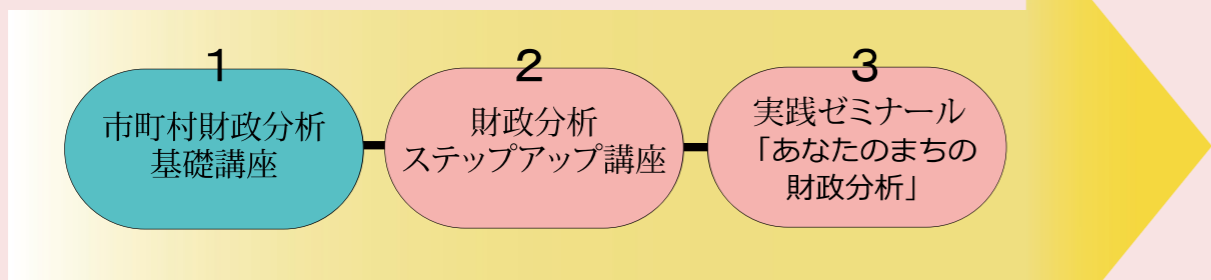 1
市町村財政分析
基礎講座
2
財政分析
ステップアップ講座
3
実践ゼミナール
「あなたのまちの
財政分析」